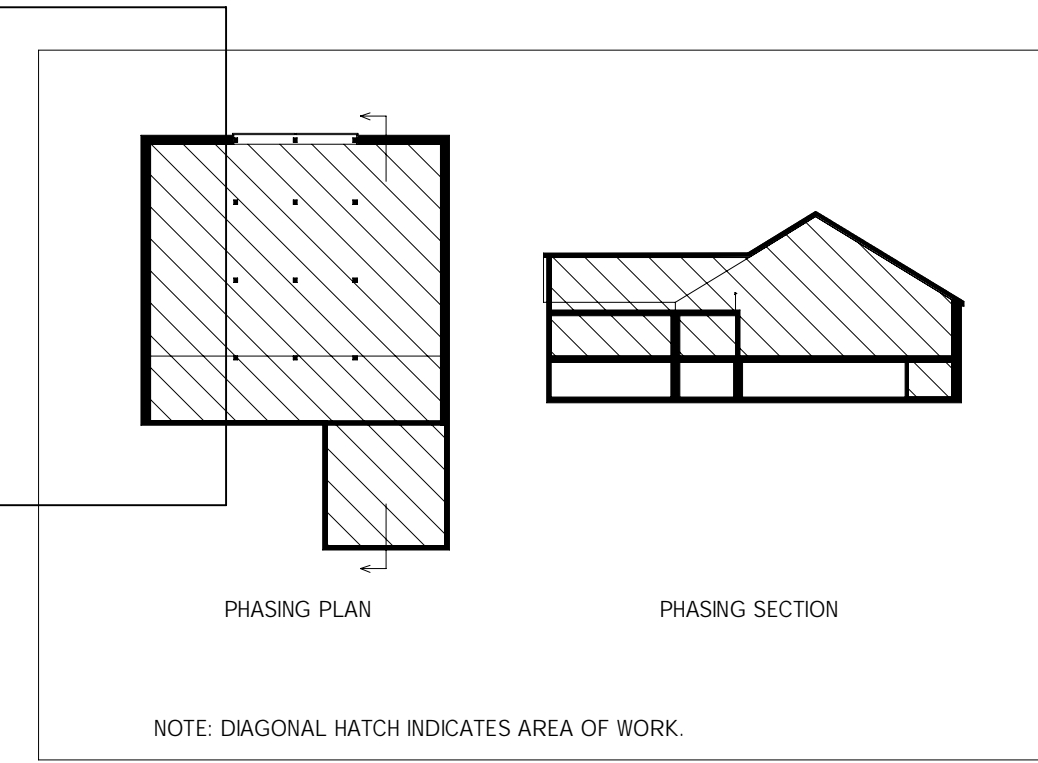 PHASING PLAN
PHASING SECTION
NOTE: DIAGONAL HATCH INDICATES AREA OF WORK.